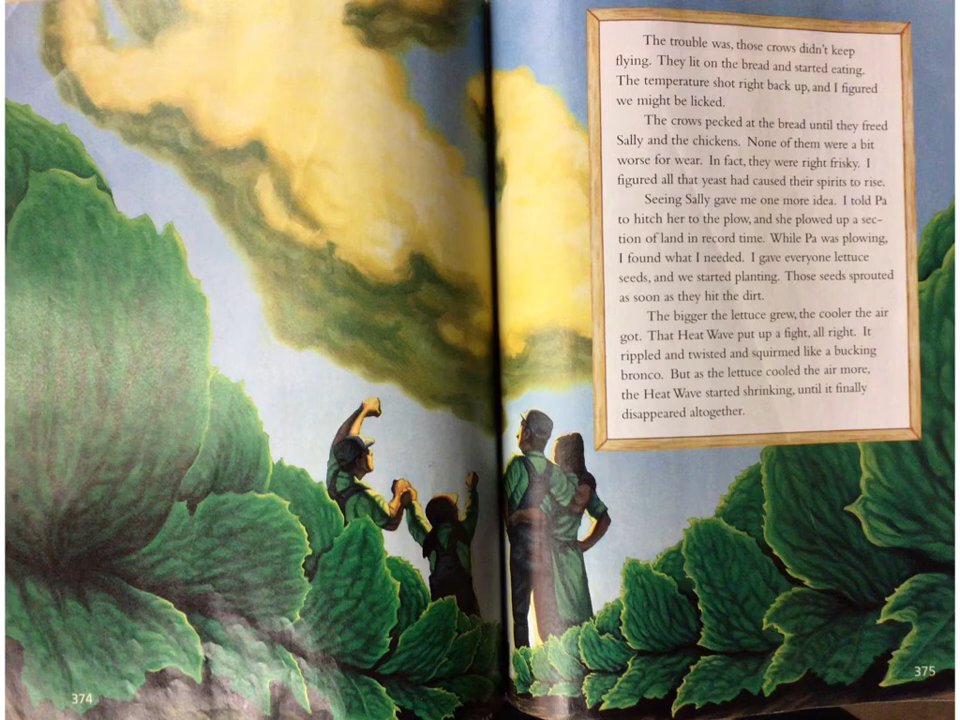 The trouble was, those crows didn't keep
flying. They lit on the bread and started eating.
The temperature shot right back up, and I figured
we might be licked.
The crows pecked at the bread until they freed
Sally and the chickens. None of them were a bit
worse for wear. In fact, they were right frisky. I
figured all that yeast had caused their spirits to rise.
Seeing Sally gave me one more idea. I told Pa
to hitch her to the plow, and she plowed up a sec-
tion of land in record time. While Pa was plowing,
I found what I needed. I gave everyone lettuce
seeds, and we started planting. Those seeds sprouted
as soon as they hit the dirt.
The bigger the lettuce grew, the cooler the air
got. That Heat Wave put up a fight, all right. It
rippled and twisted and squirmed like a bucking
bronco. But as the lettuce cooled the air more,
the Heat Wave started shrinking, until it finally
disappeared altogether.
374
375